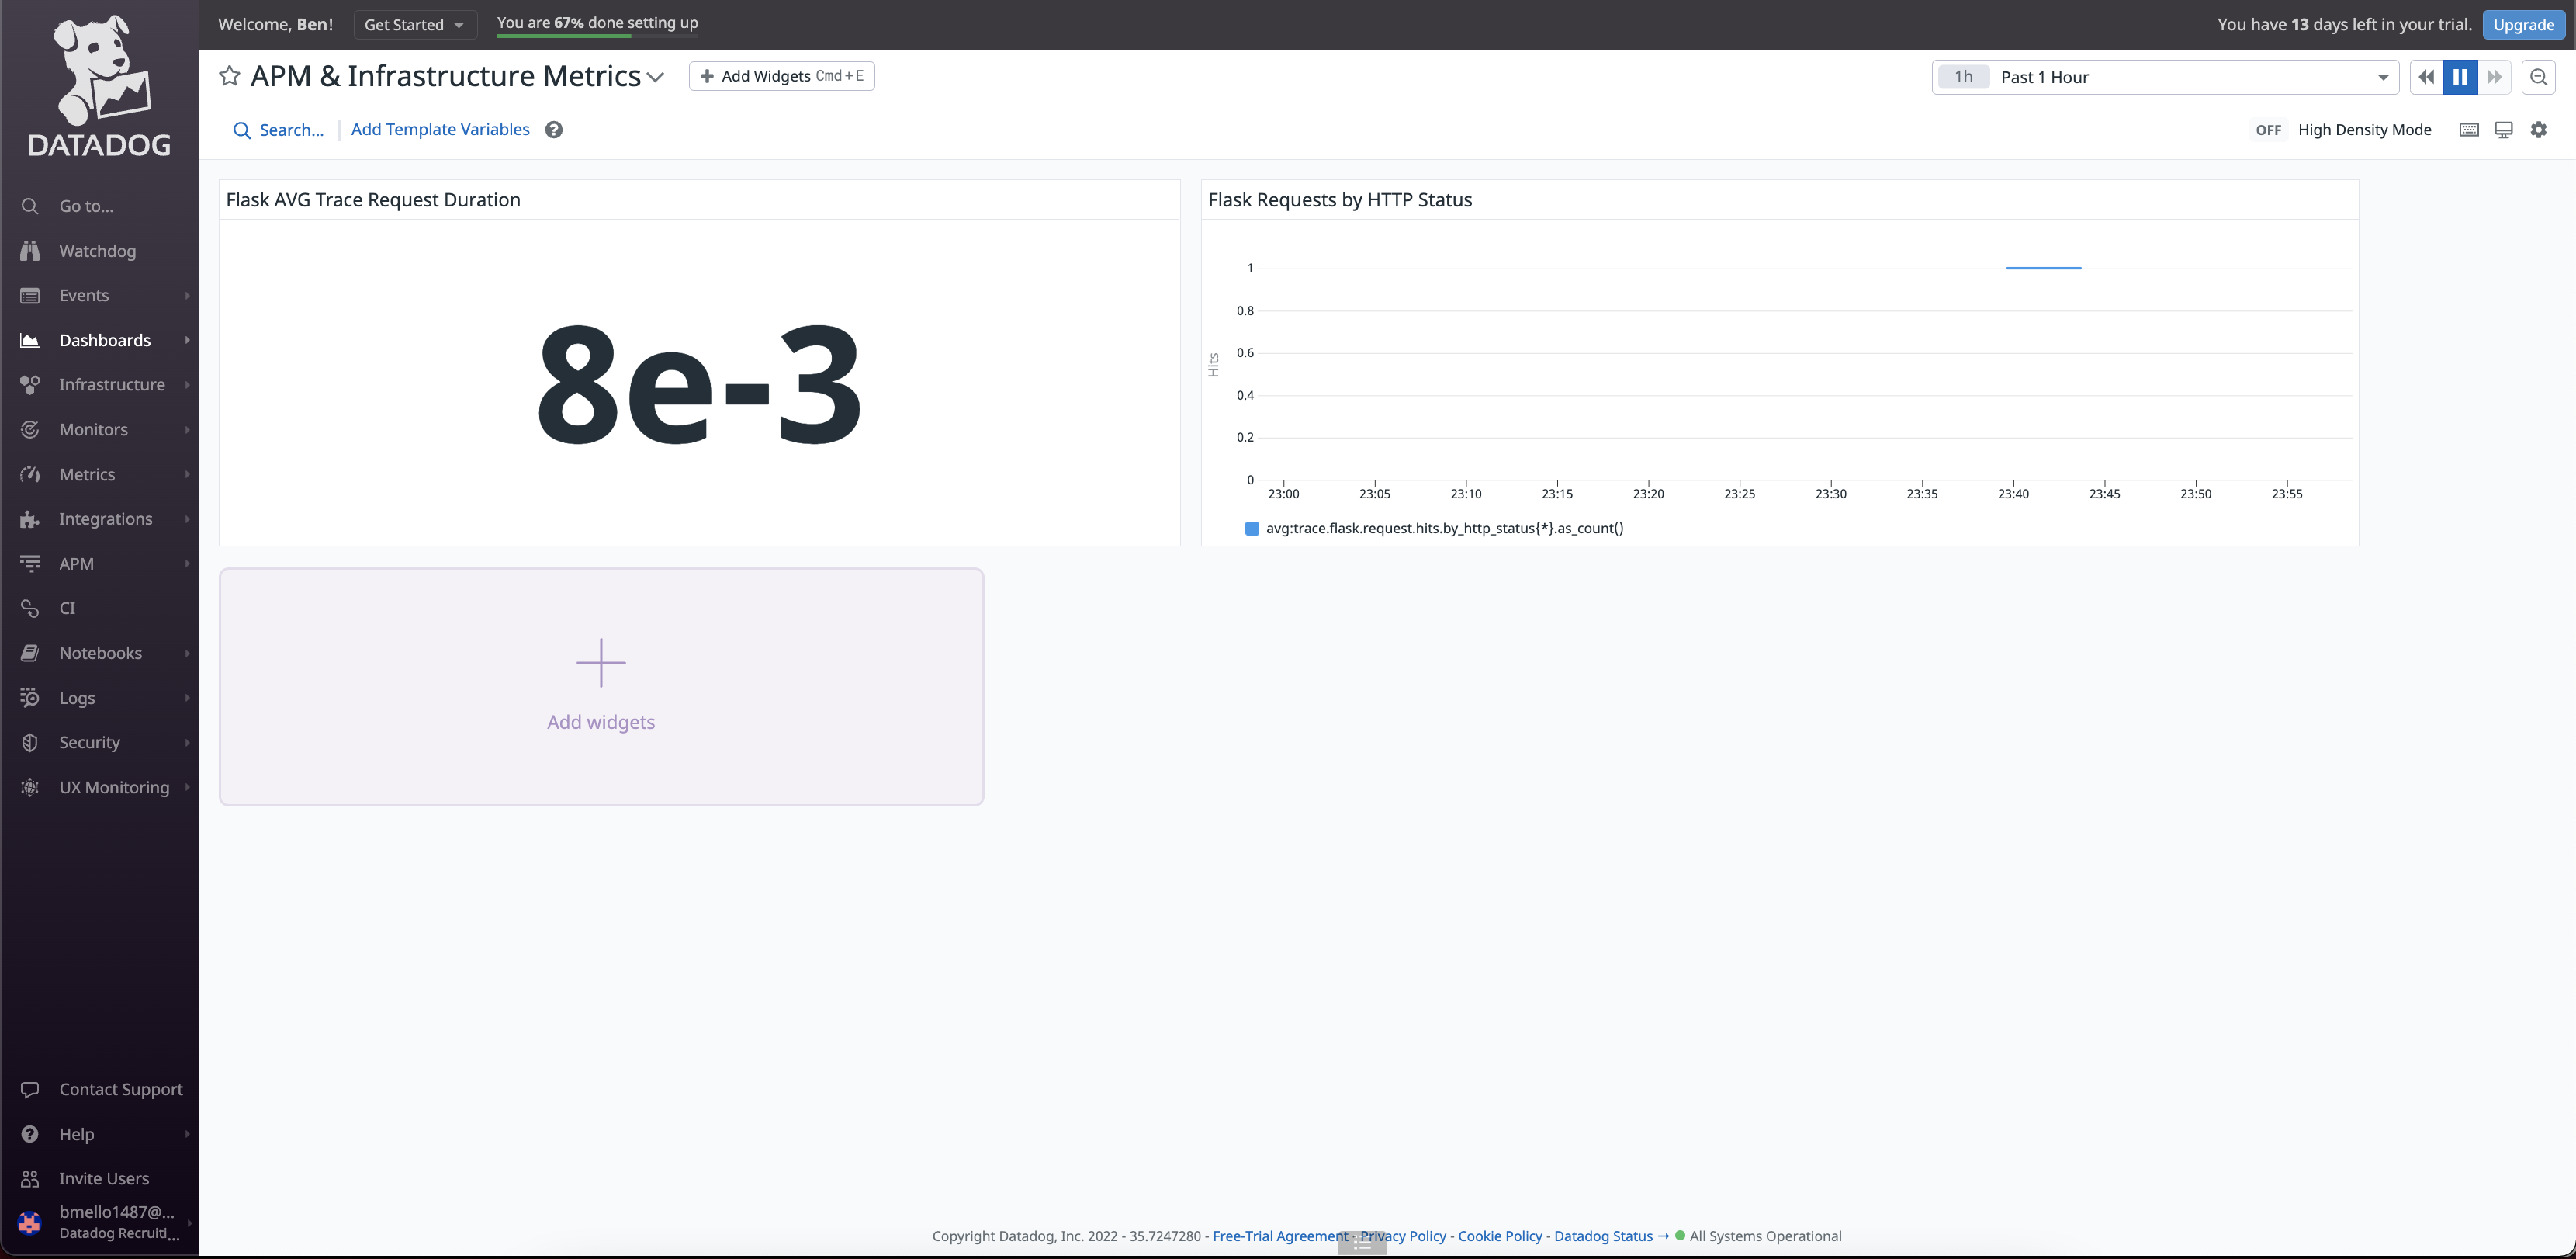 DATADOG
Go to...
Watchdog
Events
Dashboards
Infrastructure
Monitors
Metrics
Integrations
APM
CI
Notebooks
Logs
Security
UX Monitoring
Contact Support
Help
Invite Users
bmello1487@...
Datadog Recruiti...
Welcome, Ben! Get Started You are 67% done setting up You have 13 days left in your trial. Upgrade
APM & Infrastructure Metrics Add Widgets Cmd+E 1h Past 1 Hour
Search... Add Template Variables ? OFF High Density Mode
Flask AVG Trace Request Duration
8e-3
Flask Requests by HTTP Status
Hits
1
0.8
0.6
0.4
0.2
0
23:00 23:05 23:10 23:15 23:20 23:25 23:30 23:35 23:40 23:45 23:50 23:55
avg:trace.flask.request.hits.by_http_status{*}.as_count()
Add widgets
Copyright Datadog, Inc. 2022 - 35.7247280 - Free-Trial Agreement - Privacy Policy - Cookie Policy - Datadog Status → All Systems Operational